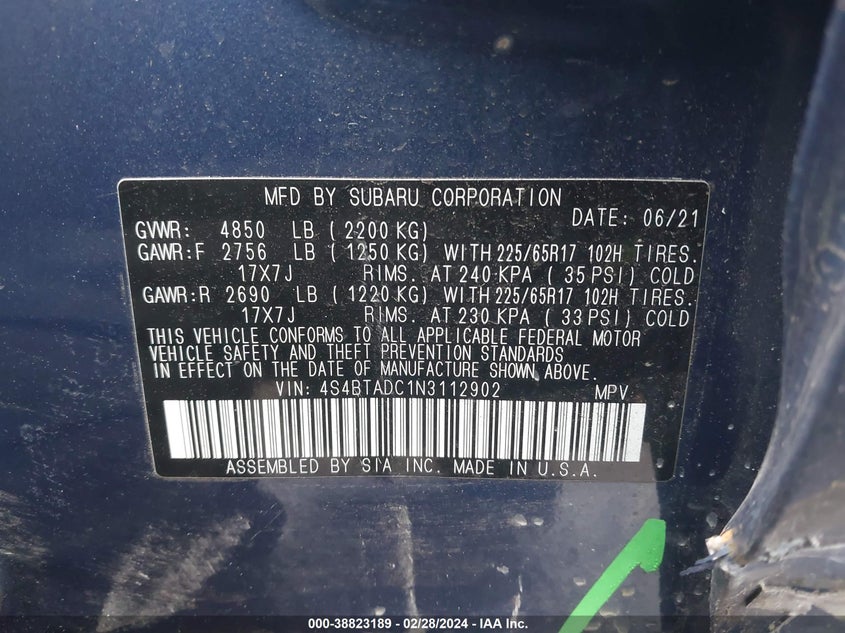 MFD BY SUBARU CORPORATION
DATE: 06/21
GVWR: 4850 LB ( 2200 KG)
GAWR:F 2756 LB ( 1250 KG) WITH 225/65R17 102H TIRES.
17X7J RIMS. AT 240 KPA ( 35 PSI) COLD
GAWR:R 2690 LB ( 1220 KG) WITH 225/65R17 102H TIRES.
17X7J RIMS. AT 230 KPA ( 33 PSI) COLD
THIS VEHICLE CONFORMS TO ALL APPLICABLE FEDERAL MOTOR
VEHICLE SAFETY AND THEFT PREVENTION STANDARDS
IN EFFECT ON THE DATE OF MANUFACTURE SHOWN ABOVE.
VIN: 4S4BTADC1N3112902 MPV
ASSEMBLED BY SIA INC. MADE IN U.S.A.
000-38823189 - 02/28/2024 - IAA Inc.